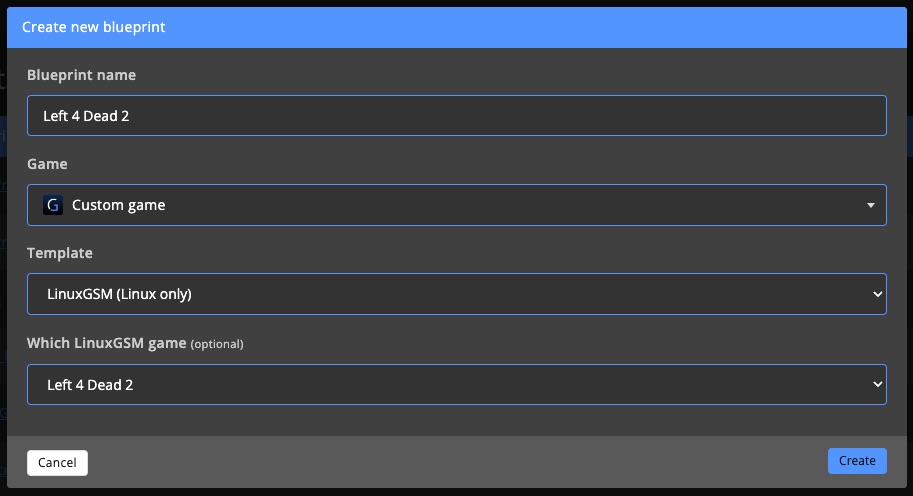 Create new blueprint
Blueprint name
Left 4 Dead 2
Game
G Custom game
Template
LinuxGSM (Linux only)
Which LinuxGSM game (optional)
Left 4 Dead 2
Cancel
Create